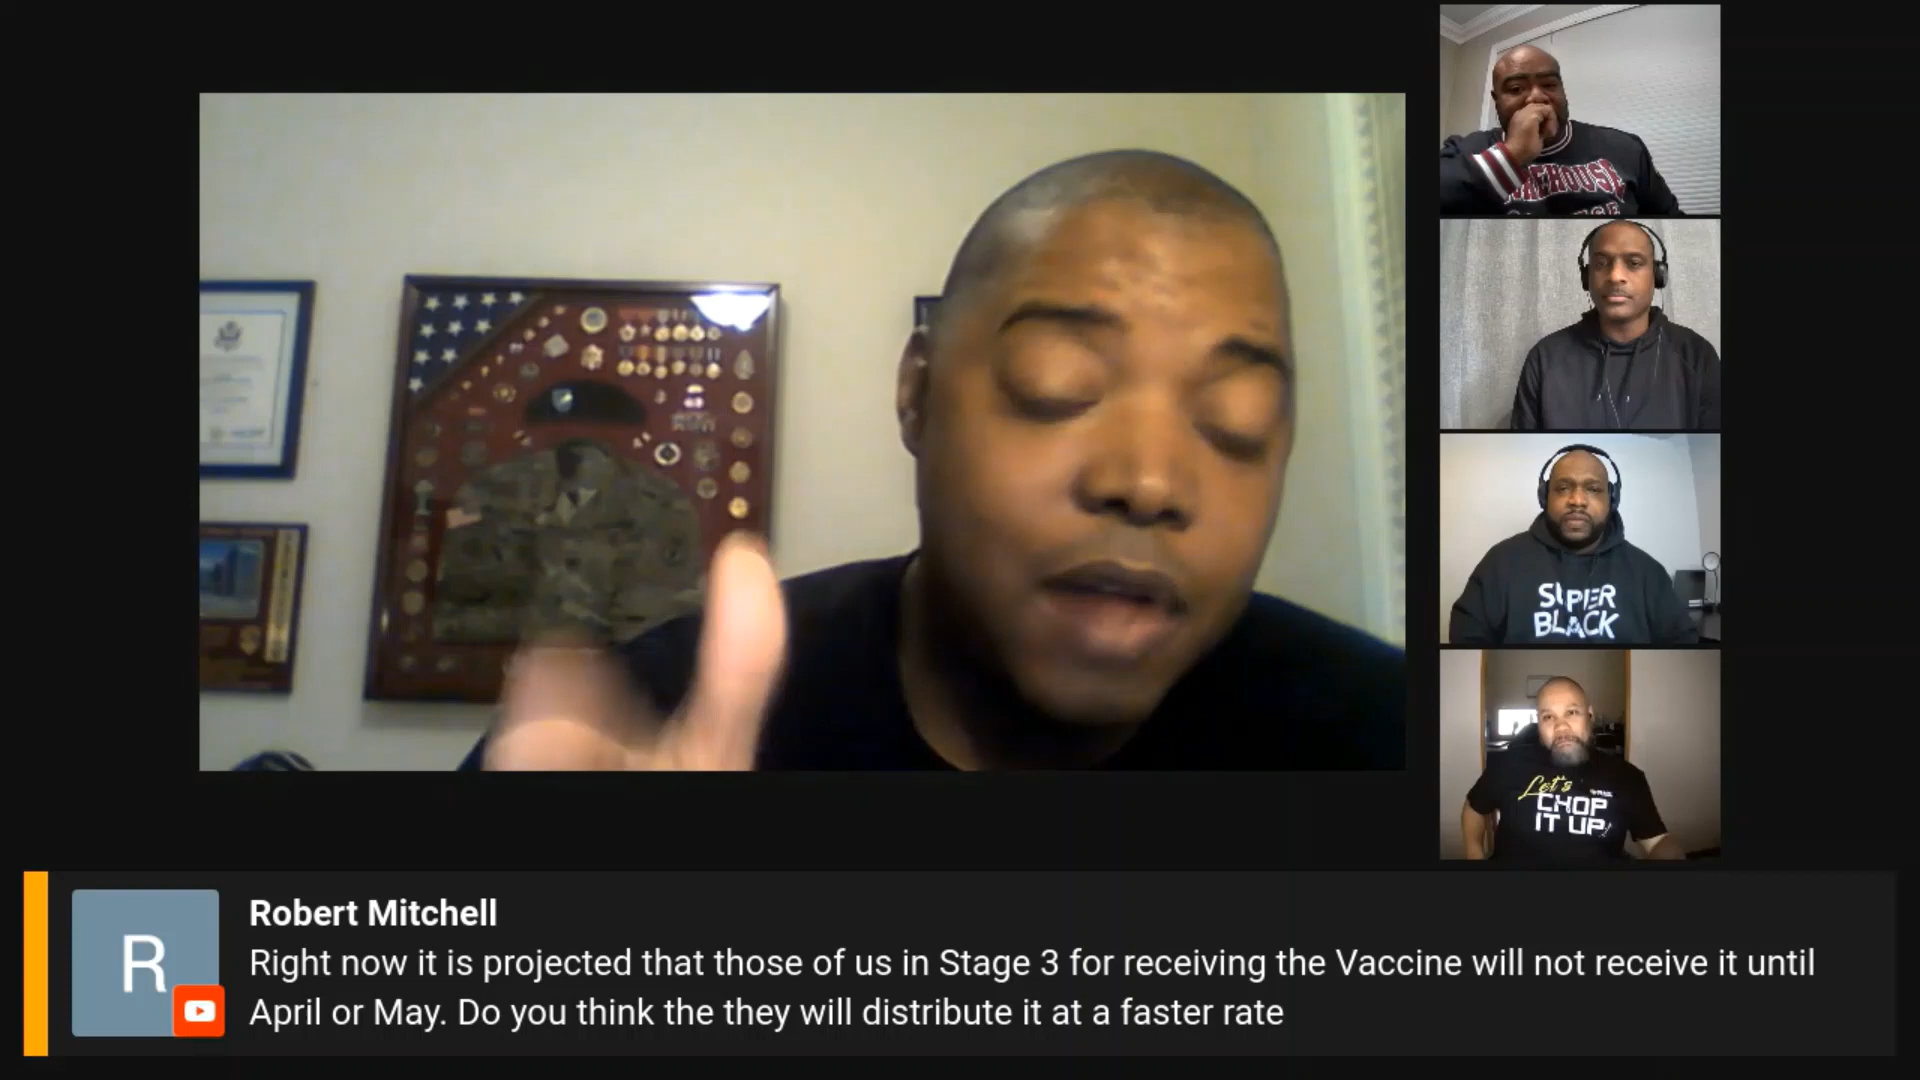 SUPER
BLACK
Let's
CHOP
IT UP
R
Robert Mitchell
Right now it is projected that those of us in Stage 3 for receiving the Vaccine will not receive it until
April or May. Do you think the they will distribute it at a faster rate